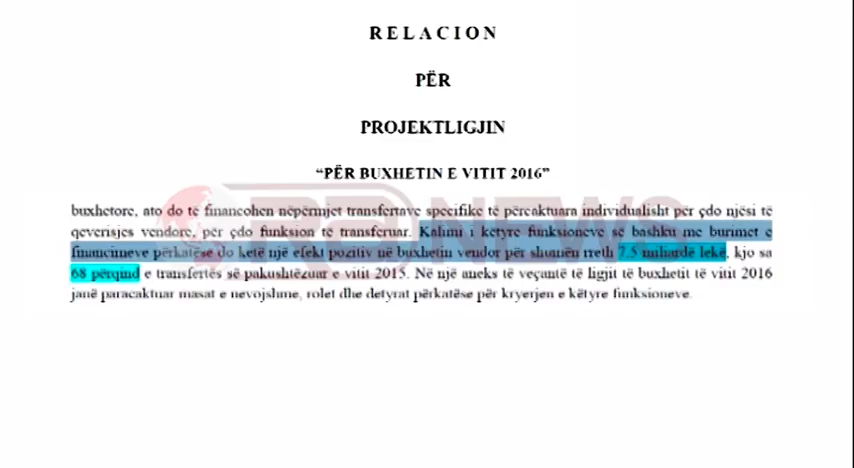 RELACION
PËR
PROJEKTLIGJIN
“PËR BUXHETIN E VITIT 2016”
NEWS
buxhetore, ato do të financohen nëpërmjet transfertave specifike të përcaktuara individualisht për çdo njësi të
qeverisjes vendore, për çdo funksion të transferuar. Kalimi i këtyre funksioneve së bashku me burimet e
financimeve përkatëse do ketë një efekt pozitiv në buxhetin vendor për shumën rreth 7.5 miliardë lekë, kjo sa
68 përqind e transfertës së pakushtëzuar e vitit 2015. Në një aneks të veçantë të ligjit të buxhetit të vitit 2016
janë paracaktuar masat e nevojshme, rolet dhe detyrat përkatëse për kryerjen e këtyre funksioneve.